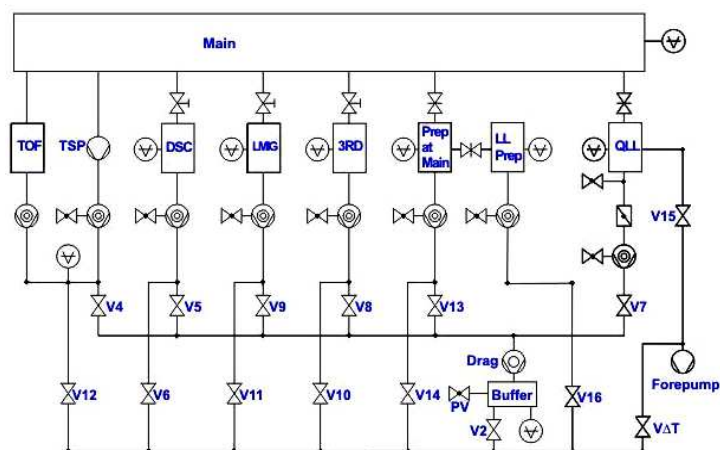 Main
TOF
TSP
DSC
LMIG
3RD
Prep
at
Main
LL
Prep
QLL
V15
V4
V5
V9
V8
V13
V7
Drag
Forepump
V12
V6
V11
V10
V14
PV
Buffer
V16
V2
VΔT